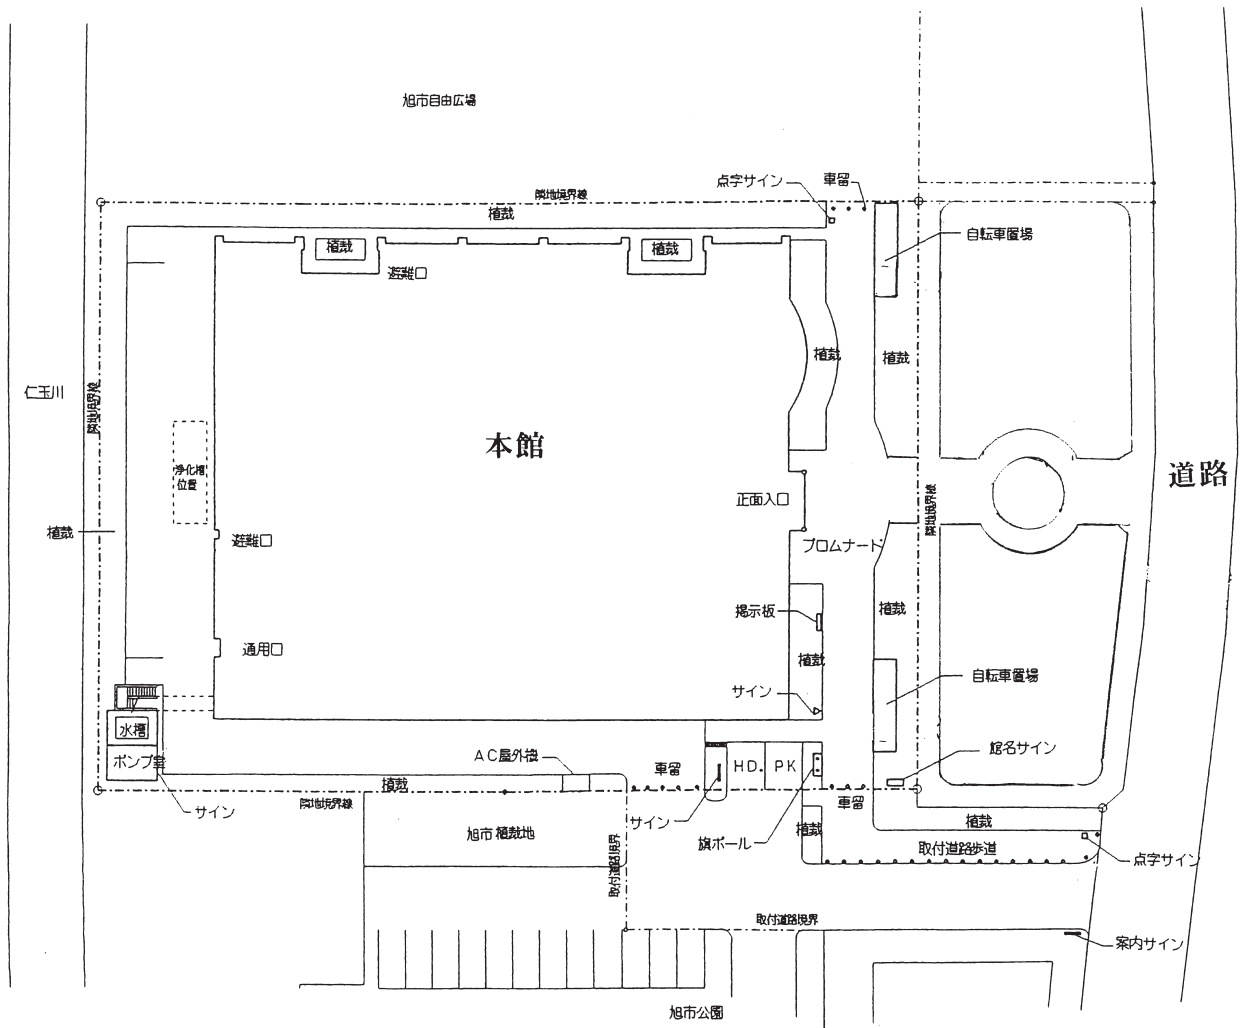 旭市自由広場
点字サイン
車留
隣地境界線
植栽
植栽
植栽
避難口
自転車置場
植栽
植栽
仁玉川
隣地境界線
本館
浄化槽
位置
道路
正面入口
隣地境界線
植栽
避難口
プロムナード
掲示板
植栽
植栽
通用口
サイン
自転車置場
水槽
ポンプ室
AC屋外機
車留
HD.
PK
館名サイン
植栽
隣地境界線
サイン
サイン
車留
旭市植栽地
取付道路境界
旗ポール
植栽
植栽
取付道路歩道
点字サイン
取付道路境界
案内サイン
旭市公園